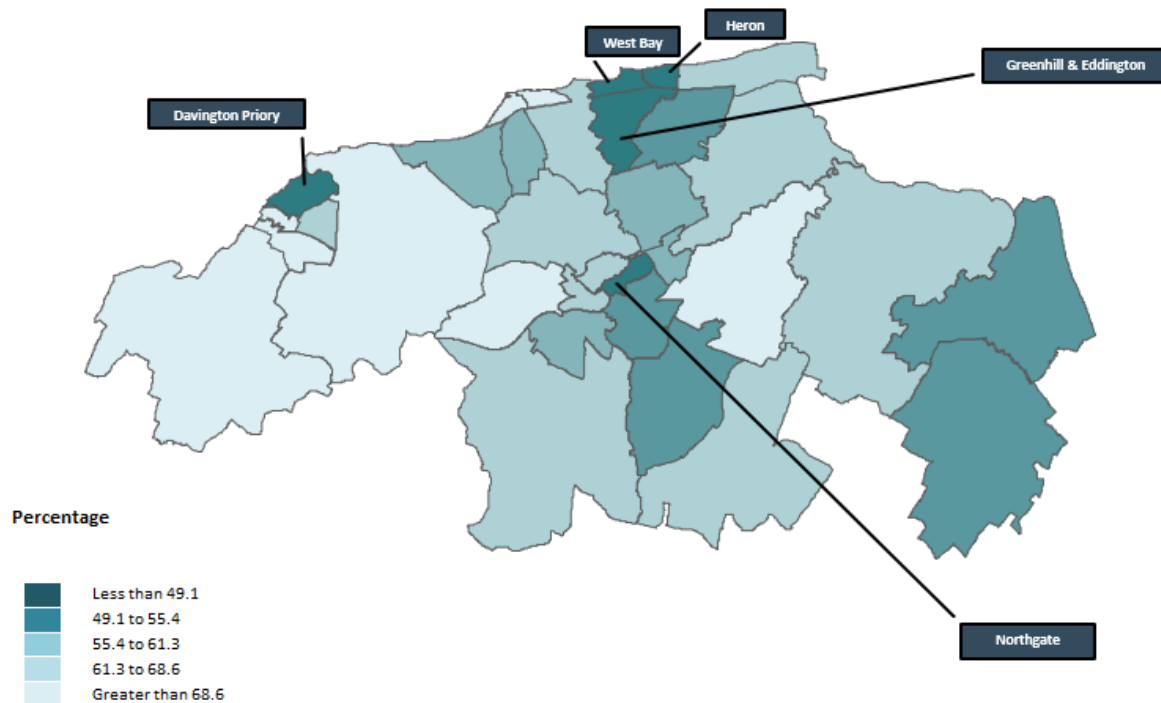 Heron
West Bay
Greenhill & Eddington
Davington Priory
Percentage
Less than 49.1
49.1 to 55.4
55.4 to 61.3
61.3 to 68.6
Greater than 68.6
Northgate